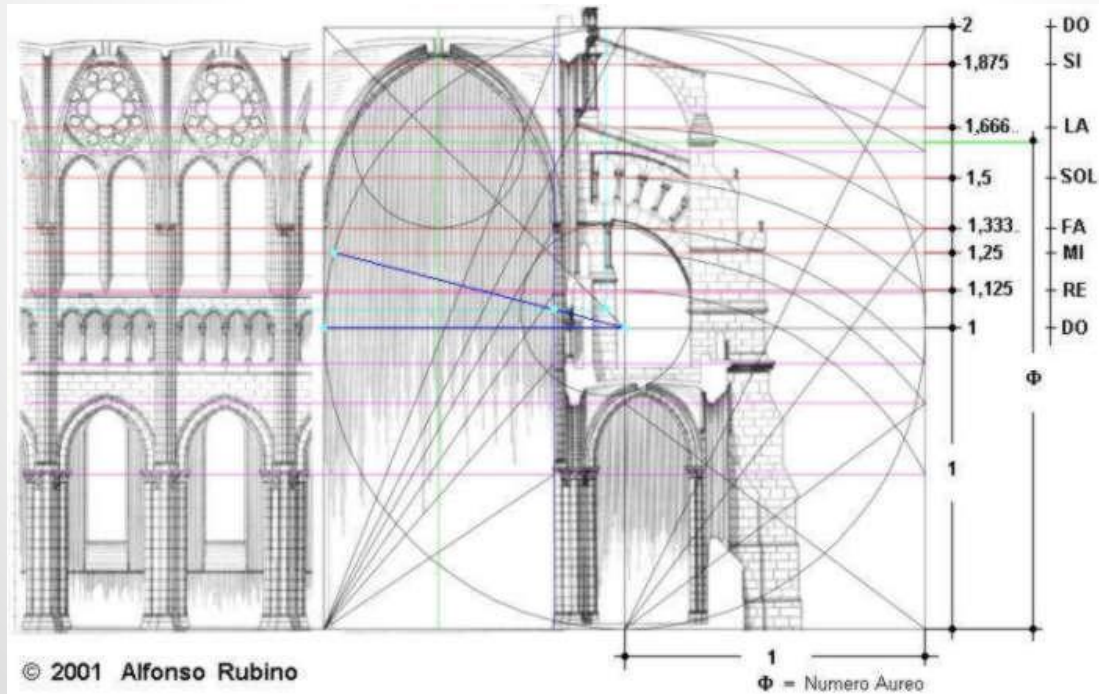 2 DO
1,875 SI
1,666.. LA
1,5 SOL
1,333.. FA
1,25 MI
1,125 RE
1 DO
Φ
1
1
© 2001 Alfonso Rubino
Φ = Numero Aureo